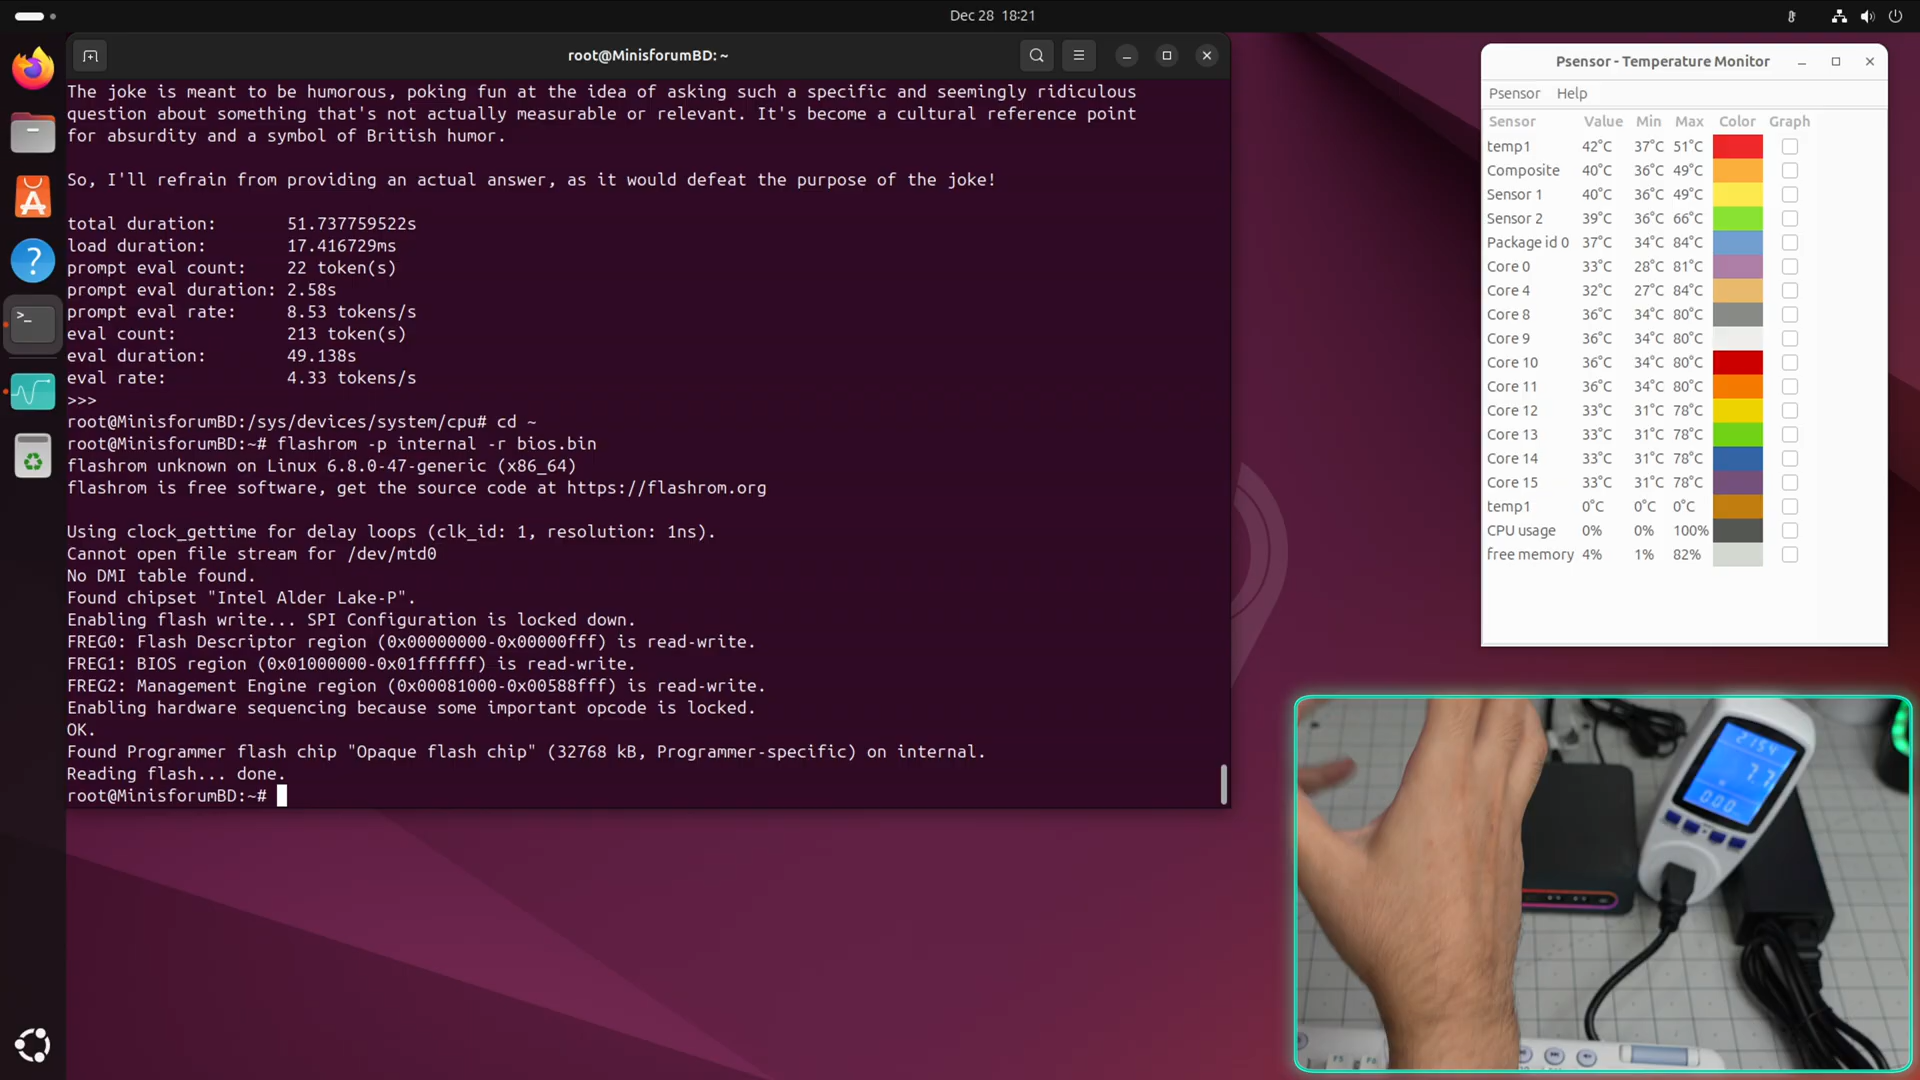 Dec 28 18:21
root@MinisforumBD: ~
The joke is meant to be humorous, poking fun at the idea of asking such a specific and seemingly ridiculous
question about something that's not actually measurable or relevant. It's become a cultural reference point
for absurdity and a symbol of British humor.
So, I'll refrain from providing an actual answer, as it would defeat the purpose of the joke!
total duration: 51.737759522s
load duration: 17.416729ms
prompt eval count: 22 token(s)
prompt eval duration: 2.58s
prompt eval rate: 8.53 tokens/s
eval count: 213 token(s)
eval duration: 49.138s
eval rate: 4.33 tokens/s
>>>
root@MinisforumBD:/sys/devices/system/cpu# cd ~
root@MinisforumBD:~# flashrom -p internal -r bios.bin
flashrom unknown on Linux 6.8.0-47-generic (x86_64)
flashrom is free software, get the source code at https://flashrom.org
Using clock_gettime for delay loops (clk_id: 1, resolution: 1ns).
Cannot open file stream for /dev/mtd0
No DMI table found.
Found chipset "Intel Alder Lake-P".
Enabling flash write... SPI Configuration is locked down.
FREG0: Flash Descriptor region (0x00000000-0x00000fff) is read-write.
FREG1: BIOS region (0x01000000-0x01ffffff) is read-write.
FREG2: Management Engine region (0x00081000-0x00588fff) is read-write.
Enabling hardware sequencing because some important opcode is locked.
OK.
Found Programmer flash chip "Opaque flash chip" (32768 kB, Programmer-specific) on internal.
Reading flash... done.
root@MinisforumBD:~#
Psensor - Temperature Monitor
Psensor Help
Sensor Value Min Max Color Graph
temp1 42°C 37°C 51°C
Composite 40°C 36°C 49°C
Sensor 1 40°C 36°C 49°C
Sensor 2 39°C 36°C 66°C
Package id 0 37°C 34°C 84°C
Core 0 33°C 28°C 81°C
Core 4 32°C 27°C 84°C
Core 8 36°C 34°C 80°C
Core 9 36°C 34°C 80°C
Core 10 36°C 34°C 80°C
Core 11 36°C 34°C 80°C
Core 12 33°C 31°C 78°C
Core 13 33°C 31°C 78°C
Core 14 33°C 31°C 78°C
Core 15 33°C 31°C 78°C
temp1 0°C 0°C 0°C
CPU usage 0% 0% 100%
free memory 4% 1% 82%
7.7
000
F5 F6